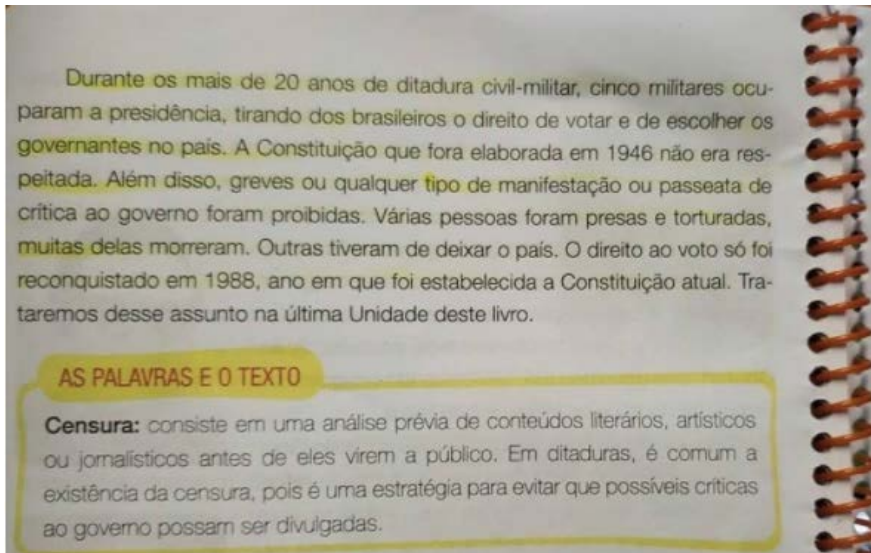 Durante os mais de 20 anos de ditadura civil-militar, cinco militares ocu-
param a presidência, tirando dos brasileiros o direito de votar e de escolher os
governantes no país. A Constituição que fora elaborada em 1946 não era res-
peitada. Além disso, greves ou qualquer tipo de manifestação ou passeata de
crítica ao governo foram proibidas. Várias pessoas foram presas e torturadas,
muitas delas morreram. Outras tiveram de deixar o país. O direito ao voto só foi
reconquistado em 1988, ano em que foi estabelecida a Constituição atual. Tra-
taremos desse assunto na última Unidade deste livro.
AS PALAVRAS E O TEXTO
Censura: consiste em uma análise prévia de conteúdos literários, artísticos
ou jornalísticos antes de eles virem a público. Em ditaduras, é comum a
existência da censura, pois é uma estratégia para evitar que possíveis críticas
ao governo possam ser divulgadas.